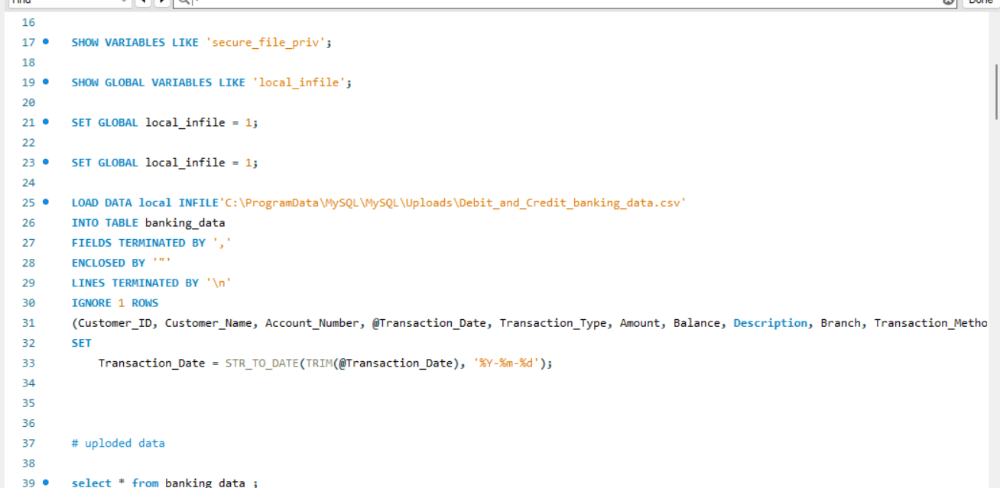 Find
Done
16
17 SHOW VARIABLES LIKE 'secure_file_priv';
18
19 SHOW GLOBAL VARIABLES LIKE 'local_infile';
20
21 SET GLOBAL local_infile = 1;
22
23 SET GLOBAL local_infile = 1;
24
25 LOAD DATA local INFILE'C:\ProgramData\MySQL\MySQL\Uploads\Debit_and_Credit_banking_data.csv'
26 INTO TABLE banking_data
27 FIELDS TERMINATED BY ','
28 ENCLOSED BY '"'
29 LINES TERMINATED BY '\n'
30 IGNORE 1 ROWS
31 (Customer_ID, Customer_Name, Account_Number, @Transaction_Date, Transaction_Type, Amount, Balance, Description, Branch, Transaction_Metho
32 SET
33 Transaction_Date = STR_TO_DATE(TRIM(@Transaction_Date), '%Y-%m-%d');
34
35
36
37 # uploded data
38
39 select * from banking_data ;